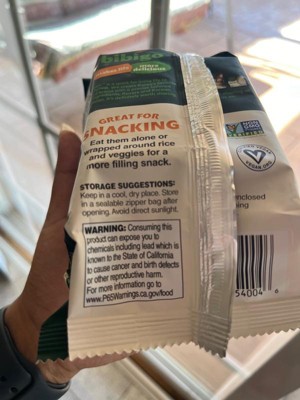 bibigo
more
delicious
GREAT FOR
SNACKING
Eat them alone or
wrapped around rice
and veggies for a
more filling snack.
STORAGE SUGGESTIONS:
Keep in a cool, dry place. Store
in a sealable zipper bag after
opening. Avoid direct sunlight.
WARNING: Consuming this
product can expose you to
chemicals including lead which is
known to the State of California
to cause cancer and birth defects
or other reproductive harm.
For more information go to
www.P65Warnings.ca.gov/food
VEGAN.ORG
nclosed
ing
54004